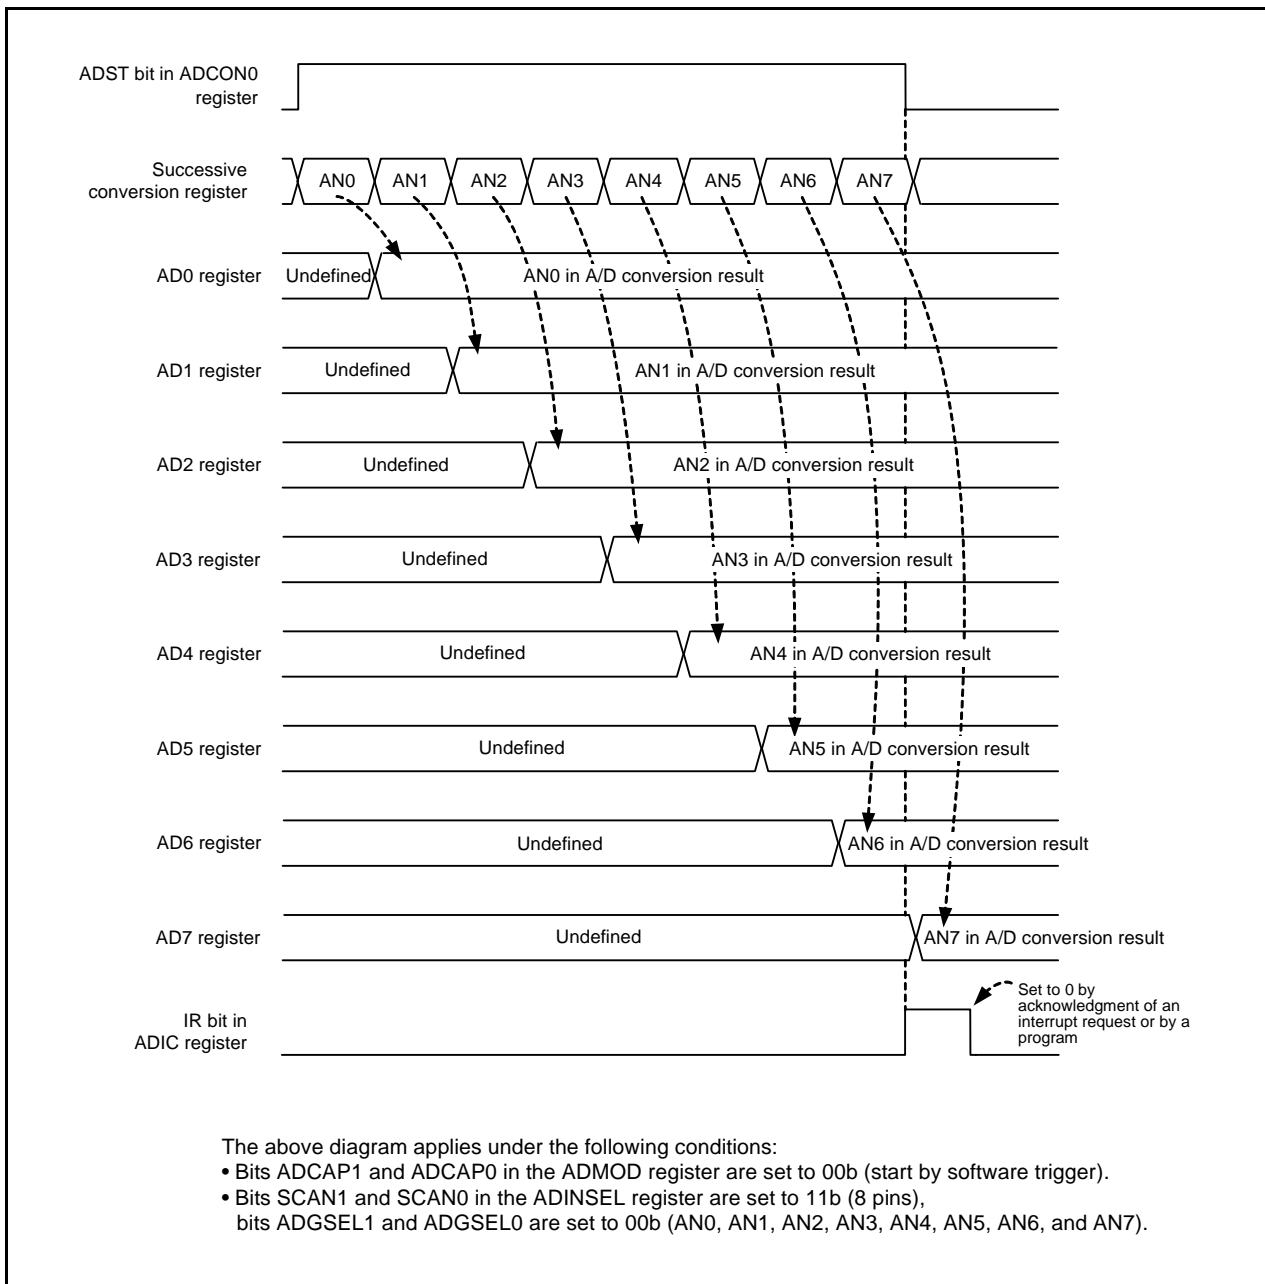 ADST bit in ADCON0
register
Successive
conversion register
AN0 AN1 AN2 AN3 AN4 AN5 AN6 AN7
AD0 register
Undefined
AN0 in A/D conversion result
AD1 register
Undefined
AN1 in A/D conversion result
AD2 register
Undefined
AN2 in A/D conversion result
AD3 register
Undefined
AN3 in A/D conversion result
AD4 register
Undefined
AN4 in A/D conversion result
AD5 register
Undefined
AN5 in A/D conversion result
AD6 register
Undefined
AN6 in A/D conversion result
AD7 register
Undefined
AN7 in A/D conversion result
IR bit in
ADIC register
Set to 0 by
acknowledgment of an
interrupt request or by a
program
The above diagram applies under the following conditions:
• Bits ADCAP1 and ADCAP0 in the ADMOD register are set to 00b (start by software trigger).
• Bits SCAN1 and SCAN0 in the ADINSEL register are set to 11b (8 pins),
bits ADGSEL1 and ADGSEL0 are set to 00b (AN0, AN1, AN2, AN3, AN4, AN5, AN6, and AN7).